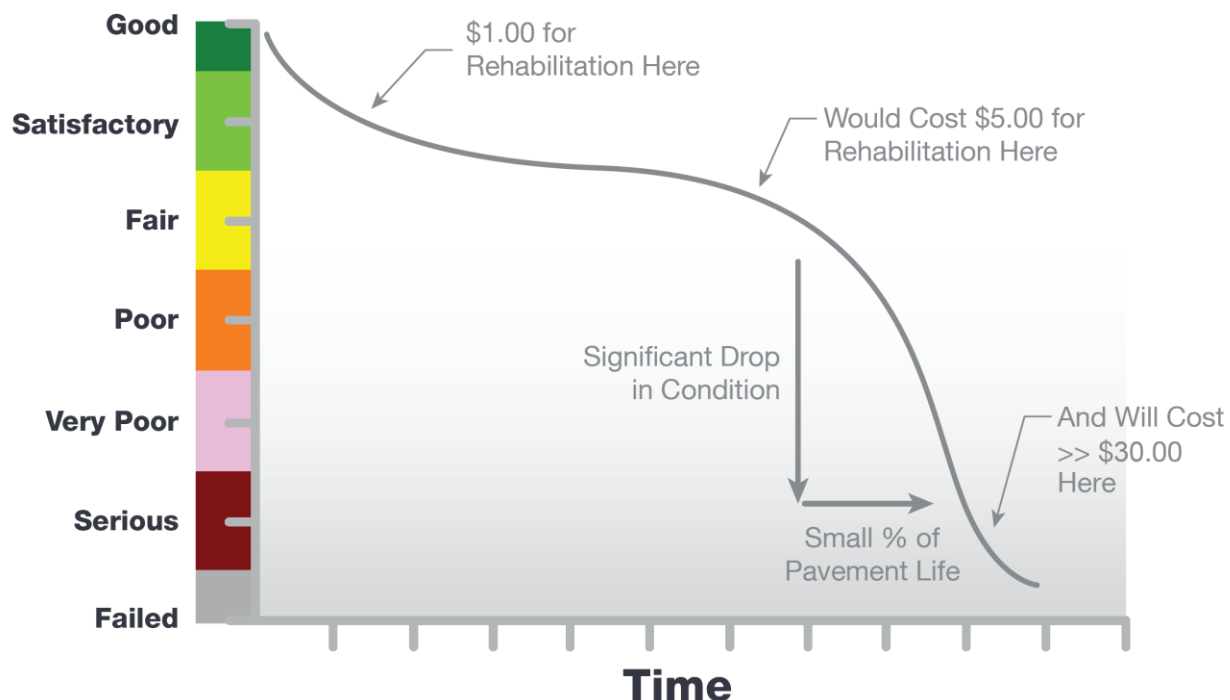 Good
$1.00 for
Rehabilitation Here
Satisfactory
Would Cost $5.00 for
Rehabilitation Here
Fair
Poor
Significant Drop
in Condition
Very Poor
And Will Cost
>> $30.00
Here
Serious
Small % of
Pavement Life
Failed
Time